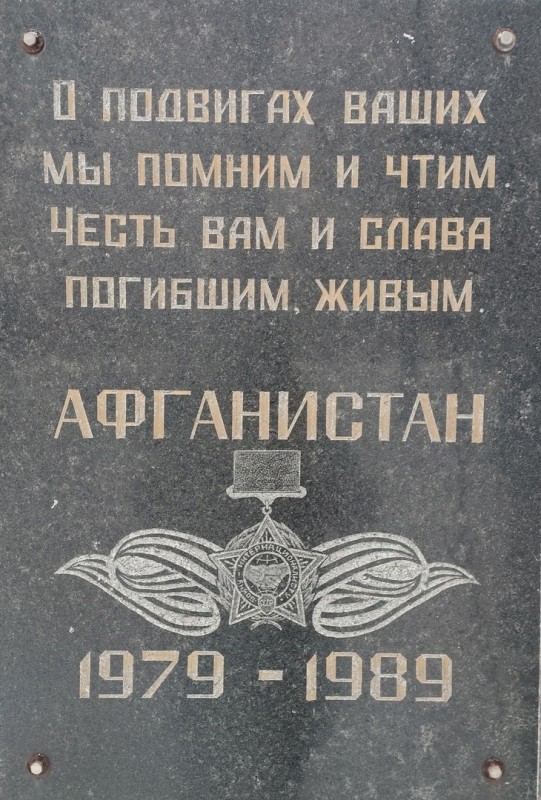 О ПОДВИГАХ ВАШИХ
МЫ ПОМНИМ И ЧТИМ.
ЧЕСТЬ ВАМ И СЛАВА
ПОГИБШИМ, ЖИВЫМ.
АФГАНИСТАН
1979 - 1989